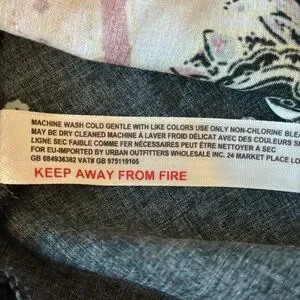 MACHINE WASH COLD GENTLE WITH LIKE COLORS USE ONLY NON-CHLORINE BLE
MAY BE DRY CLEANED MACHINE À LAVER FROID DÉLICAT AVEC DES COULEURS SE
LIGNE SEC FAIBLE COMME FER NÉCESSAIRES PEUT ÊTRE NETTOYER A SEC
FOR EU-IMPORTED BY URBAN OUTFITTERS WHOLESALE INC. 24 MARKET PLACE LO
GB 684936382 VAT# GB 975119105
KEEP AWAY FROM FIRE